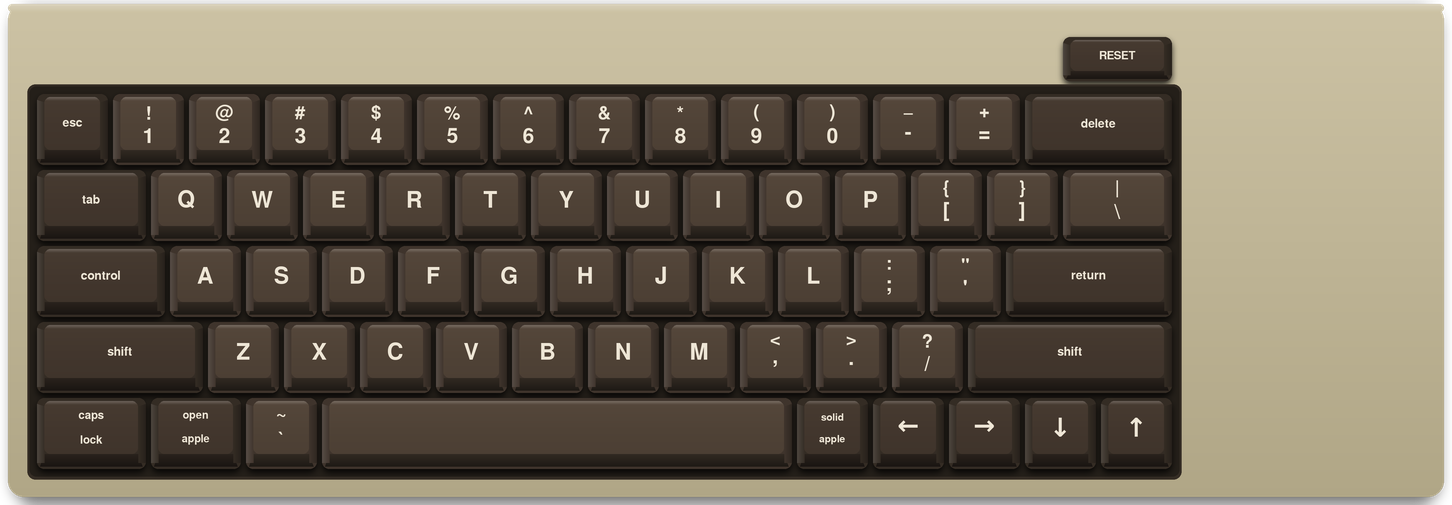 RESET
esc ! 1 @ 2 # 3 $ 4 % 5 ^ 6 & 7 * 8 ( 9 ) 0 _ - + = delete
tab Q W E R T Y U I O P { [ } ] | \
control A S D F G H J K L : ; " ' return
shift Z X C V B N M < , > . ? / shift
caps lock open apple ~ ` solid apple ← → ↓ ↑